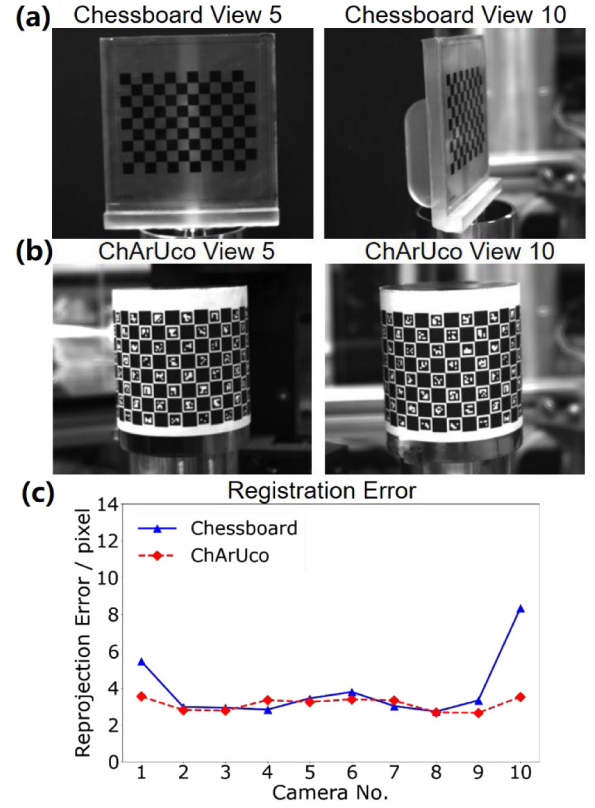 (a)
Chessboard View 5
Chessboard View 10
(b)
ChArUco View 5
ChArUco View 10
(c)
Registration Error
Reprojection Error / pixel
14
12
10
8
6
4
2
0
Chessboard
ChArUco
1 2 3 4 5 6 7 8 9 10
Camera No.